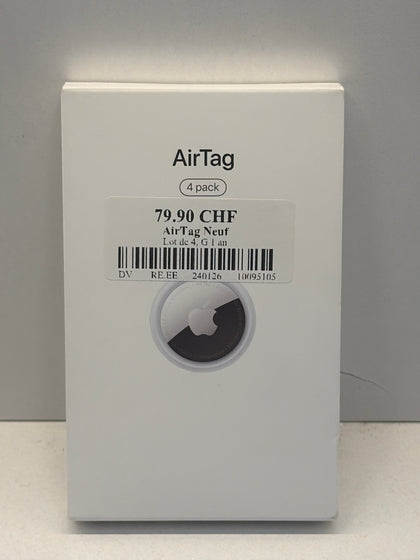 AirTag
4 pack
79.90 CHF
AirTag Neuf
Lot de 4, G 1 an
DV RE.EE 240126 10095105